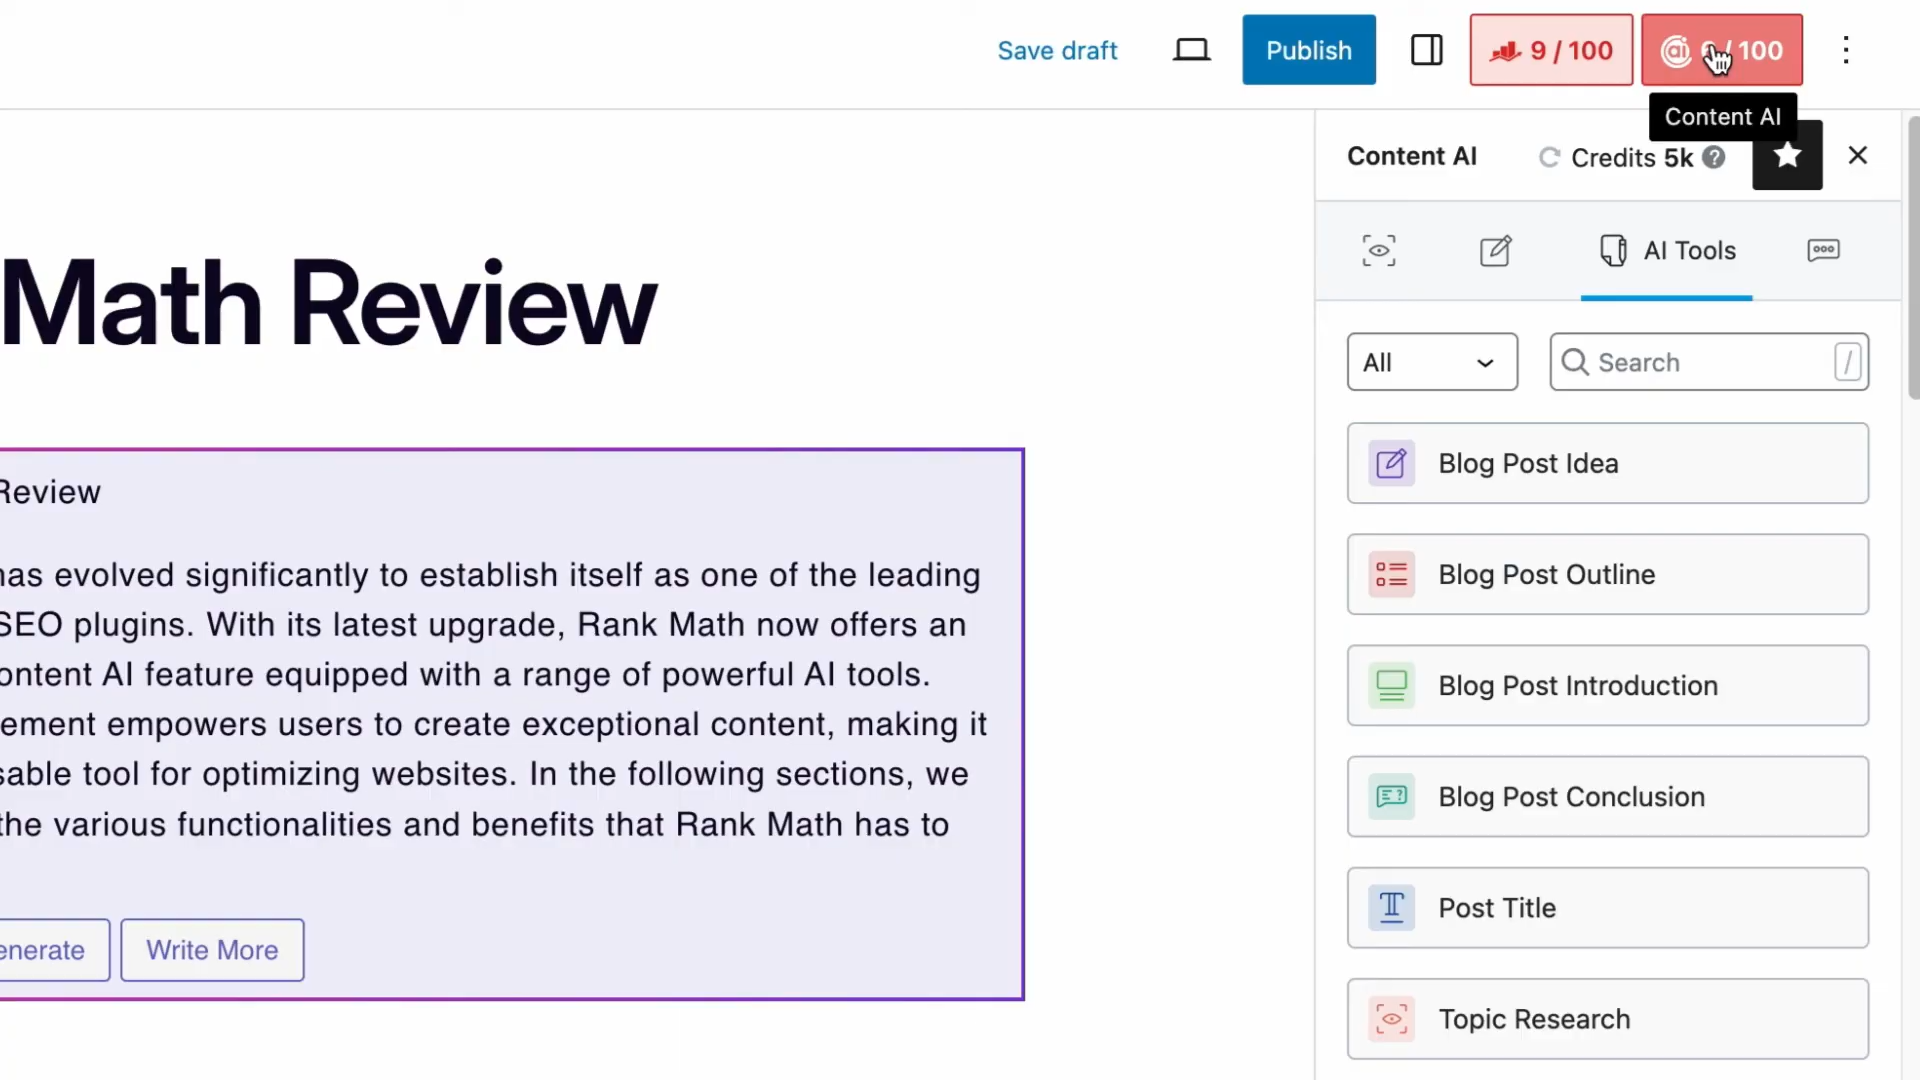 Save draft
Publish
9 / 100
/ 100
Content AI
Content AI
Credits 5k ?
AI Tools
All
Search
/
Math Review
Review
has evolved significantly to establish itself as one of the leading
SEO plugins. With its latest upgrade, Rank Math now offers an
ontent AI feature equipped with a range of powerful AI tools.
ement empowers users to create exceptional content, making it
sable tool for optimizing websites. In the following sections, we
the various functionalities and benefits that Rank Math has to
enerate
Write More
Blog Post Idea
Blog Post Outline
Blog Post Introduction
Blog Post Conclusion
Post Title
Topic Research